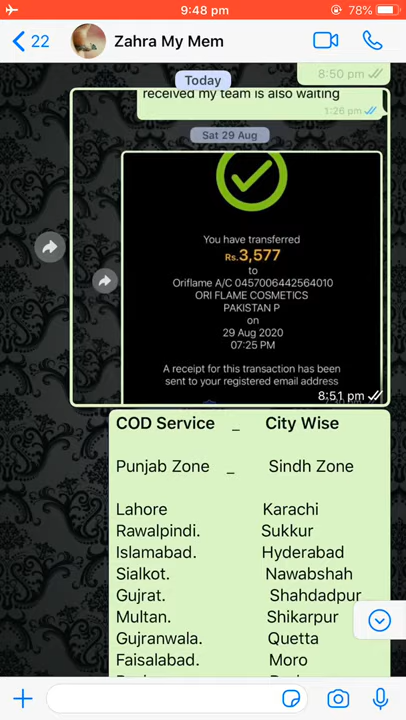 9:48 pm
78%
22
Zahra My Mem
8:50 pm
Today
received my team is also waiting
1:26 pm
Sat 29 Aug
You have transferred
Rs.3,577
to
Oriflame A/C 0457006442564010
ORI FLAME COSMETICS
PAKISTAN P
on
29 Aug 2020
07:25 PM
A receipt for this transaction has been
sent to your registered email address
8:51 pm
COD Service _ City Wise
Punjab Zone _ Sindh Zone
Lahore Karachi
Rawalpindi. Sukkur
Islamabad. Hyderabad
Sialkot. Nawabshah
Gujrat. Shahdadpur
Multan. Shikarpur
Gujranwala. Quetta
Faisalabad. Moro